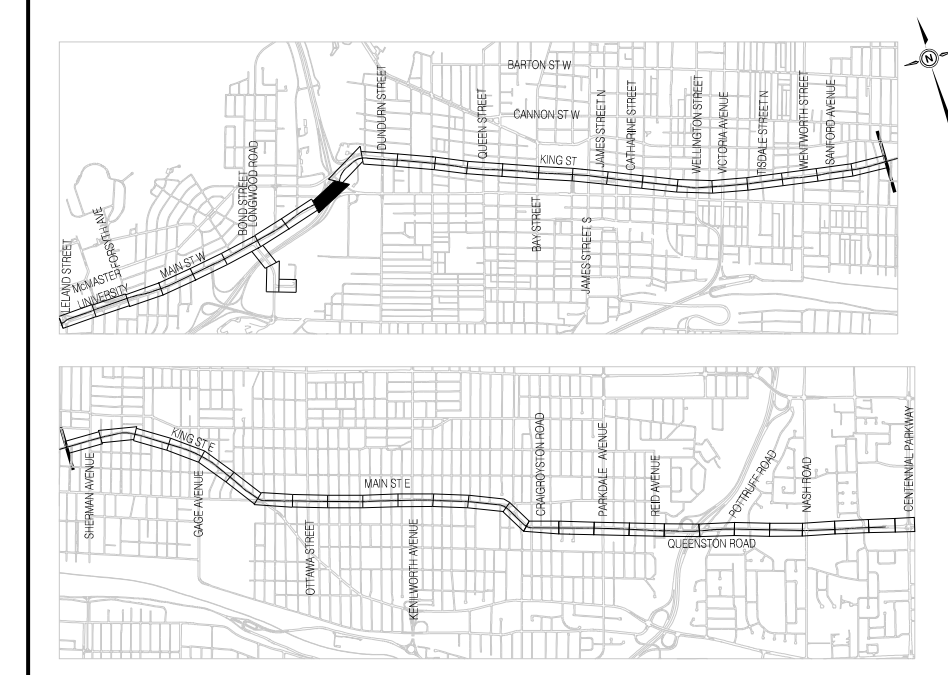 N
BARTON ST W
CANNON ST W
DUNDURN STREET
QUEEN STREET
JAMES STREET N
CATHARINE STREET
WELLINGTON STREET
VICTORIA AVENUE
TISDALE STREET N
WENTWORTH STREET
SANFORD AVENUE
KING ST
BOND STREET
LONGWOOD ROAD
BAY STREET
JAMES STREET S
LELAND STREET
FORSYTH AVE
McMASTER
UNIVERSITY
MAIN ST W
KING ST E
SHERMAN AVENUE
GAGE AVENUE
MAIN ST E
OTTAWA STREET
KENILWORTH AVENUE
CRAIGROYSTON ROAD
PARKDALE AVENUE
REID AVENUE
POTTRUFF ROAD
NASH ROAD
CENTENNIAL PARKWAY
QUEENSTON ROAD